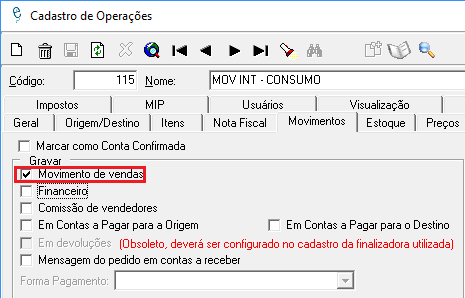 Cadastro de Operações
Código: 115 Nome: MOV INT - CONSUMO
Impostos MIP Usuários Visualização
Geral Origem/Destino Itens Nota Fiscal Movimentos Estoque Preços
Marcar como Conta Confirmada
Gravar
Movimento de vendas
Financeiro
Comissão de vendedores
Em Contas a Pagar para a Origem Em Contas a Pagar para o Destino
Em devoluções (Obsoleto, deverá ser configurado no cadastro da finalizadora utilizada)
Mensagem do pedido em contas a receber
Forma Pagamento: